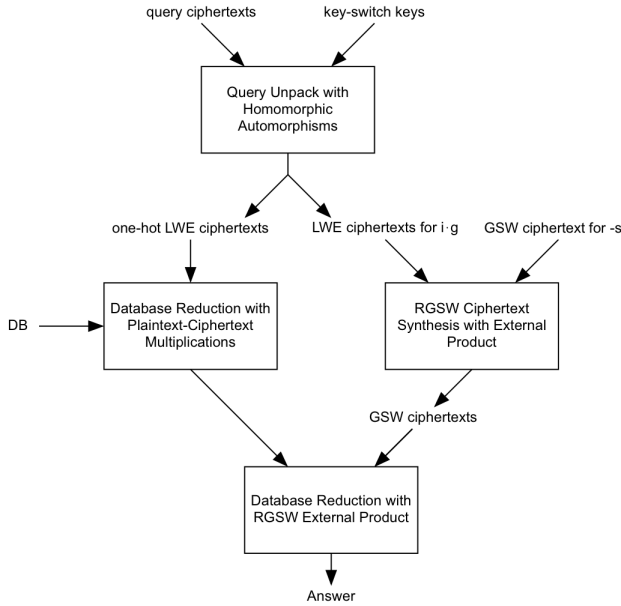 query ciphertexts
key-switch keys
Query Unpack with
Homomorphic
Automorphisms
one-hot LWE ciphertexts
LWE ciphertexts for i·g
GSW ciphertext for -s
DB
Database Reduction with
Plaintext-Ciphertext
Multiplications
RGSW Ciphertext
Synthesis with External
Product
GSW ciphertexts
Database Reduction with
RGSW External Product
Answer